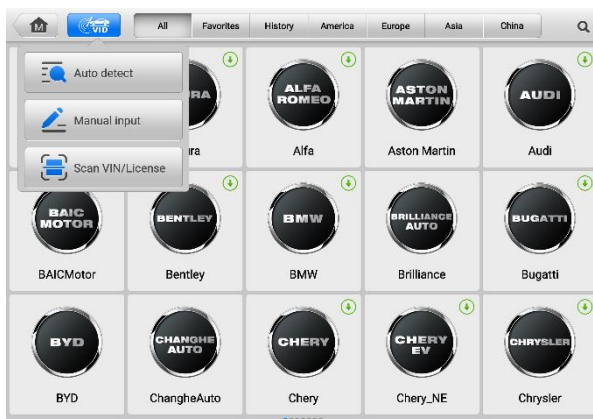 M
VID
All
Favorites
History
America
Europe
Asia
China
Auto detect
Manual input
Scan VIN/License
RA
ra
ALFA
ROMEO
Alfa
ASTON
MARTIN
Aston Martin
AUDI
Audi
BAIC
MOTOR
BAICMotor
BENTLEY
Bentley
BMW
BMW
BRILLIANCE
AUTO
Brilliance
BUGATTI
Bugatti
BYD
BYD
CHANGHE
AUTO
ChangheAuto
CHERY
Chery
CHERY
EV
Chery_NE
CHRYSLER
Chrysler